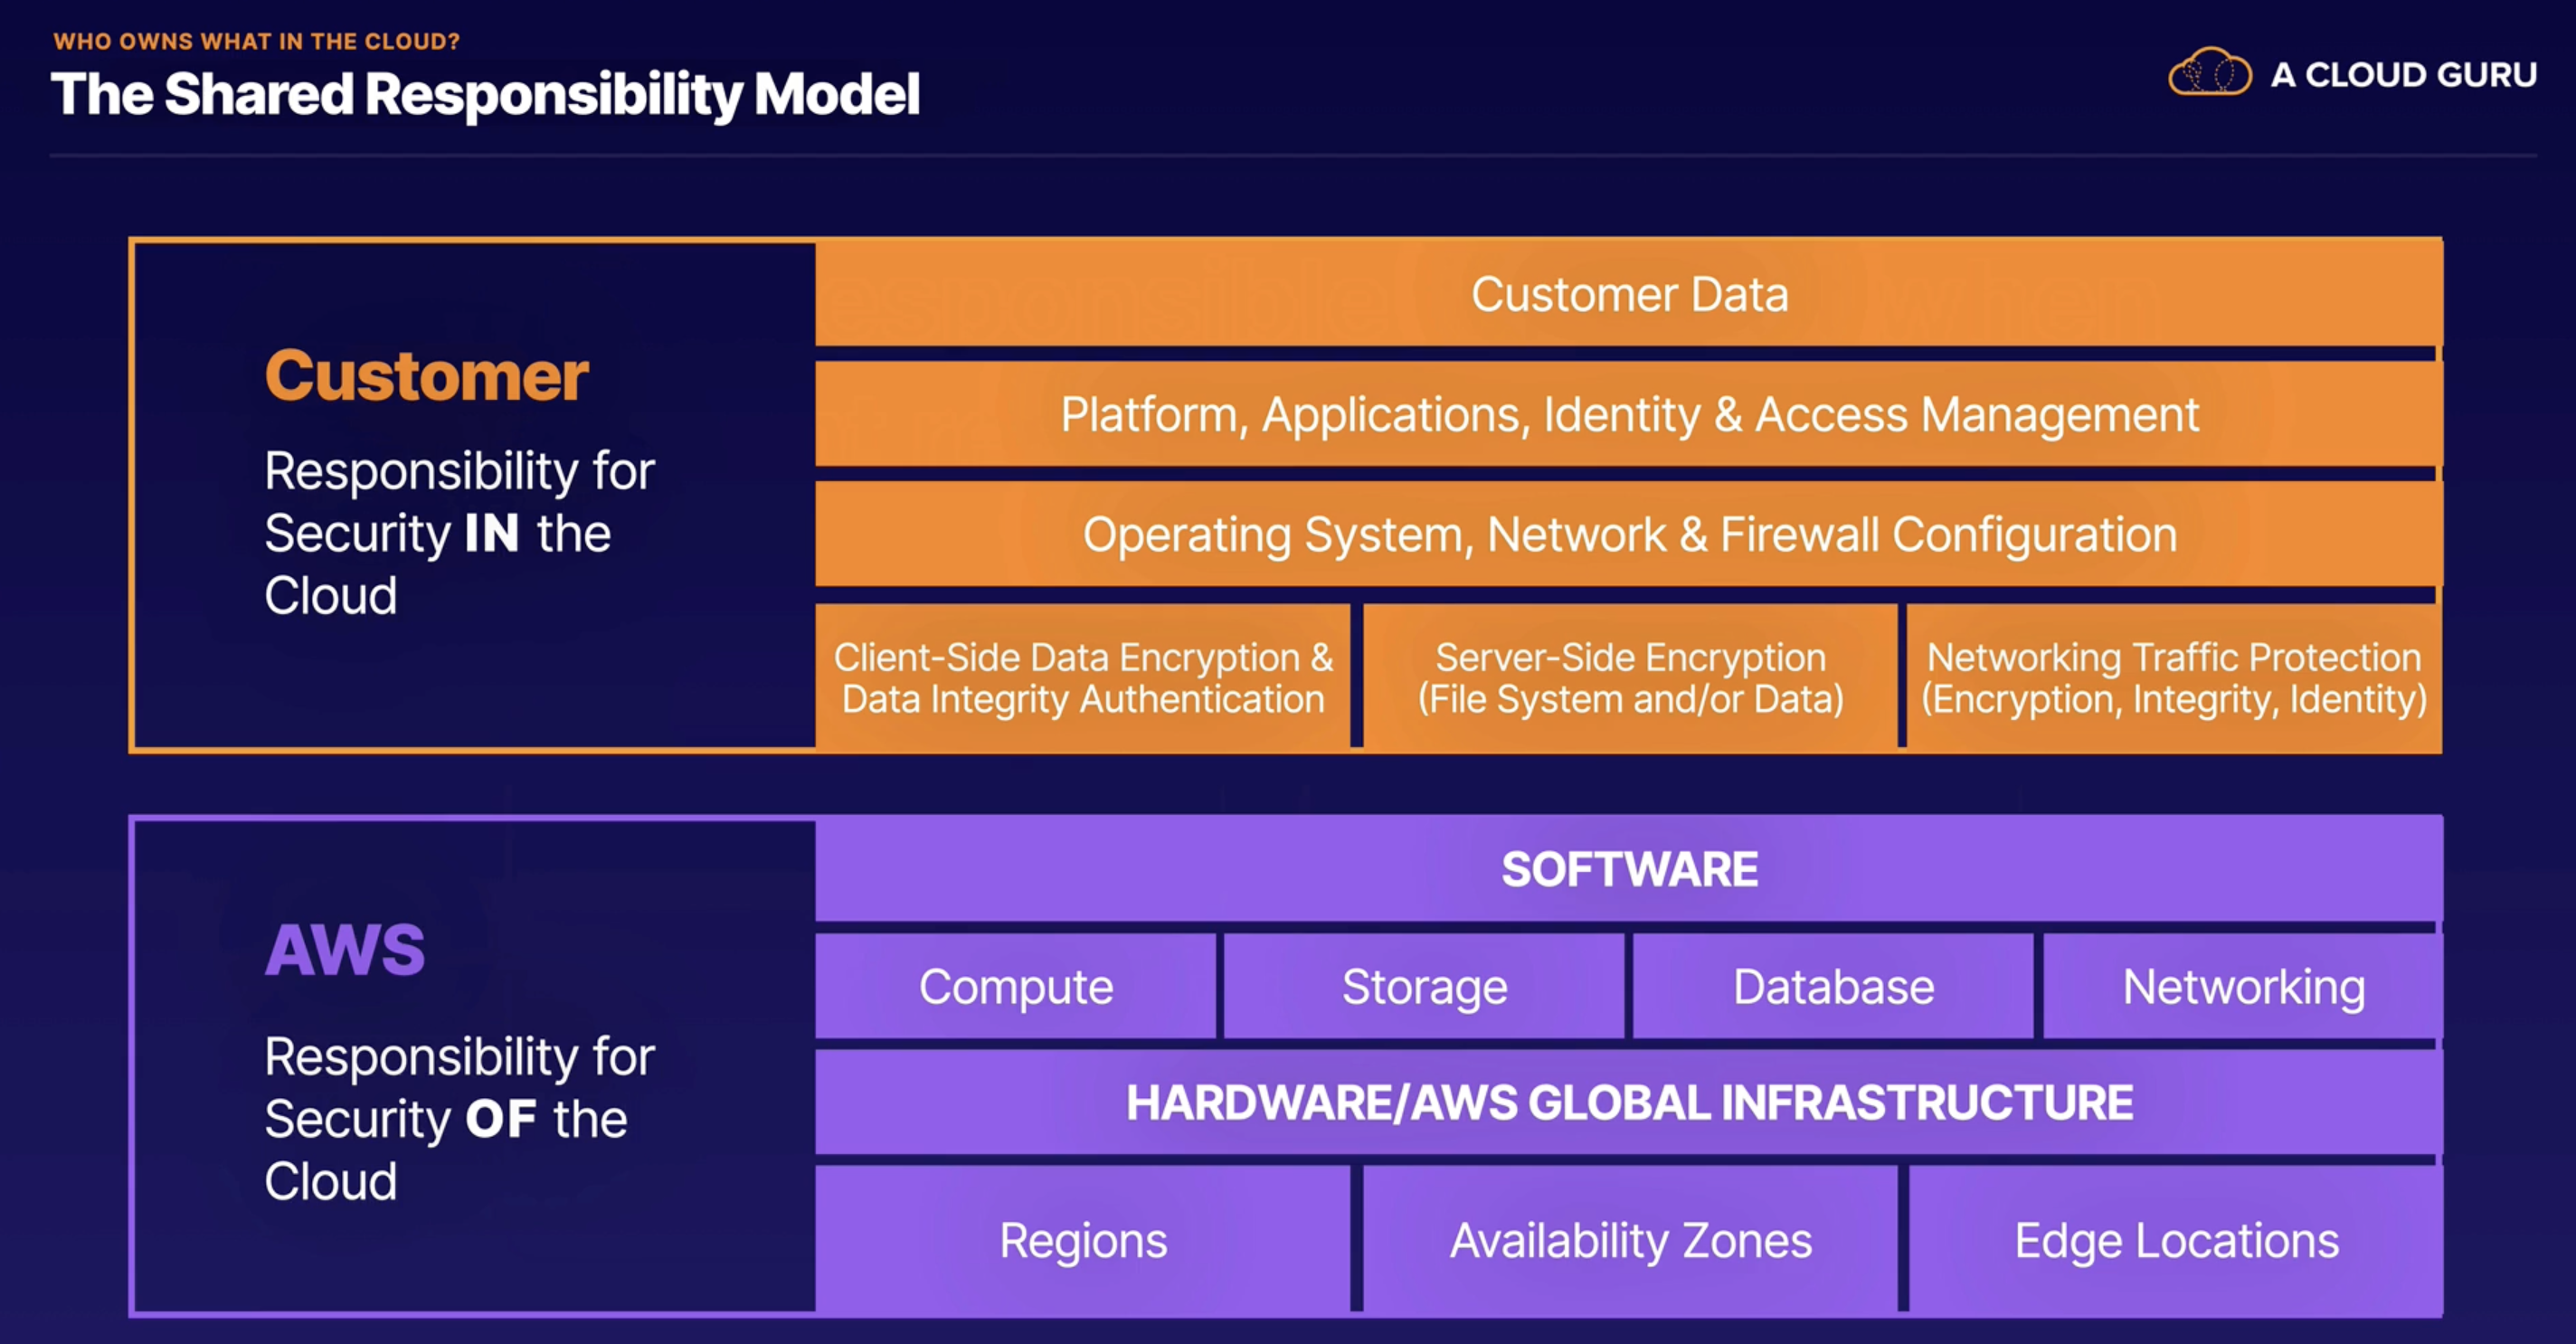 WHO OWNS WHAT IN THE CLOUD?
The Shared Responsibility Model
A CLOUD GURU
Customer
Responsibility for
Security IN the
Cloud
Customer Data
Platform, Applications, Identity & Access Management
Operating System, Network & Firewall Configuration
Client-Side Data Encryption &
Data Integrity Authentication
Server-Side Encryption
(File System and/or Data)
Networking Traffic Protection
(Encryption, Integrity, Identity)
AWS
Responsibility for
Security OF the
Cloud
SOFTWARE
Compute
Storage
Database
Networking
HARDWARE/AWS GLOBAL INFRASTRUCTURE
Regions
Availability Zones
Edge Locations